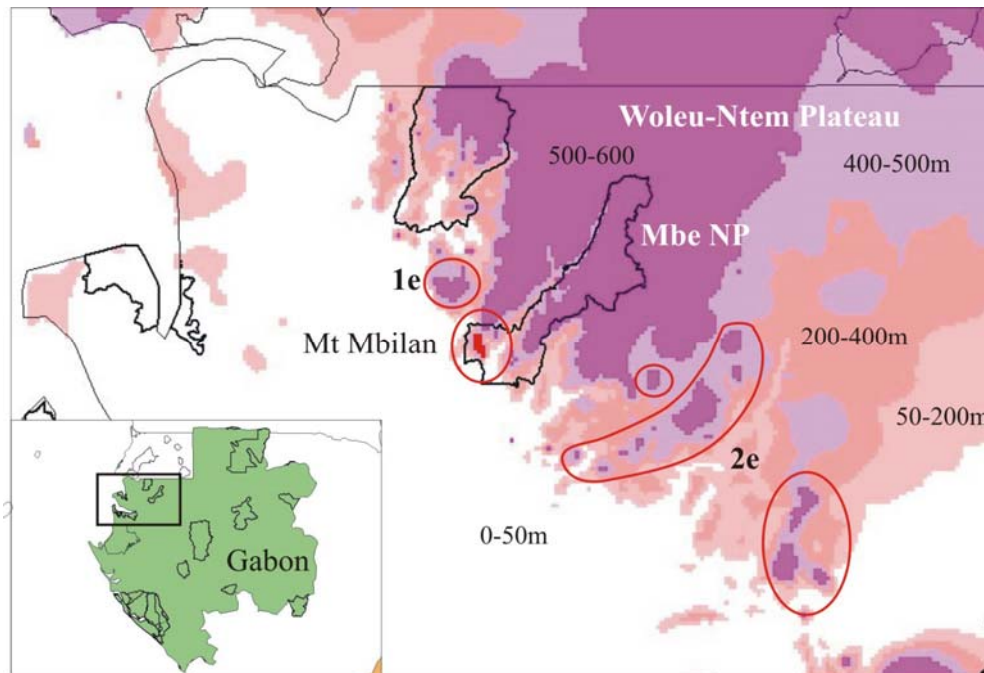 Woleu-Ntem Plateau
500-600
400-500m
Mbe NP
1e
Mt Mbilan
200-400m
50-200m
2e
0-50m
Gabon